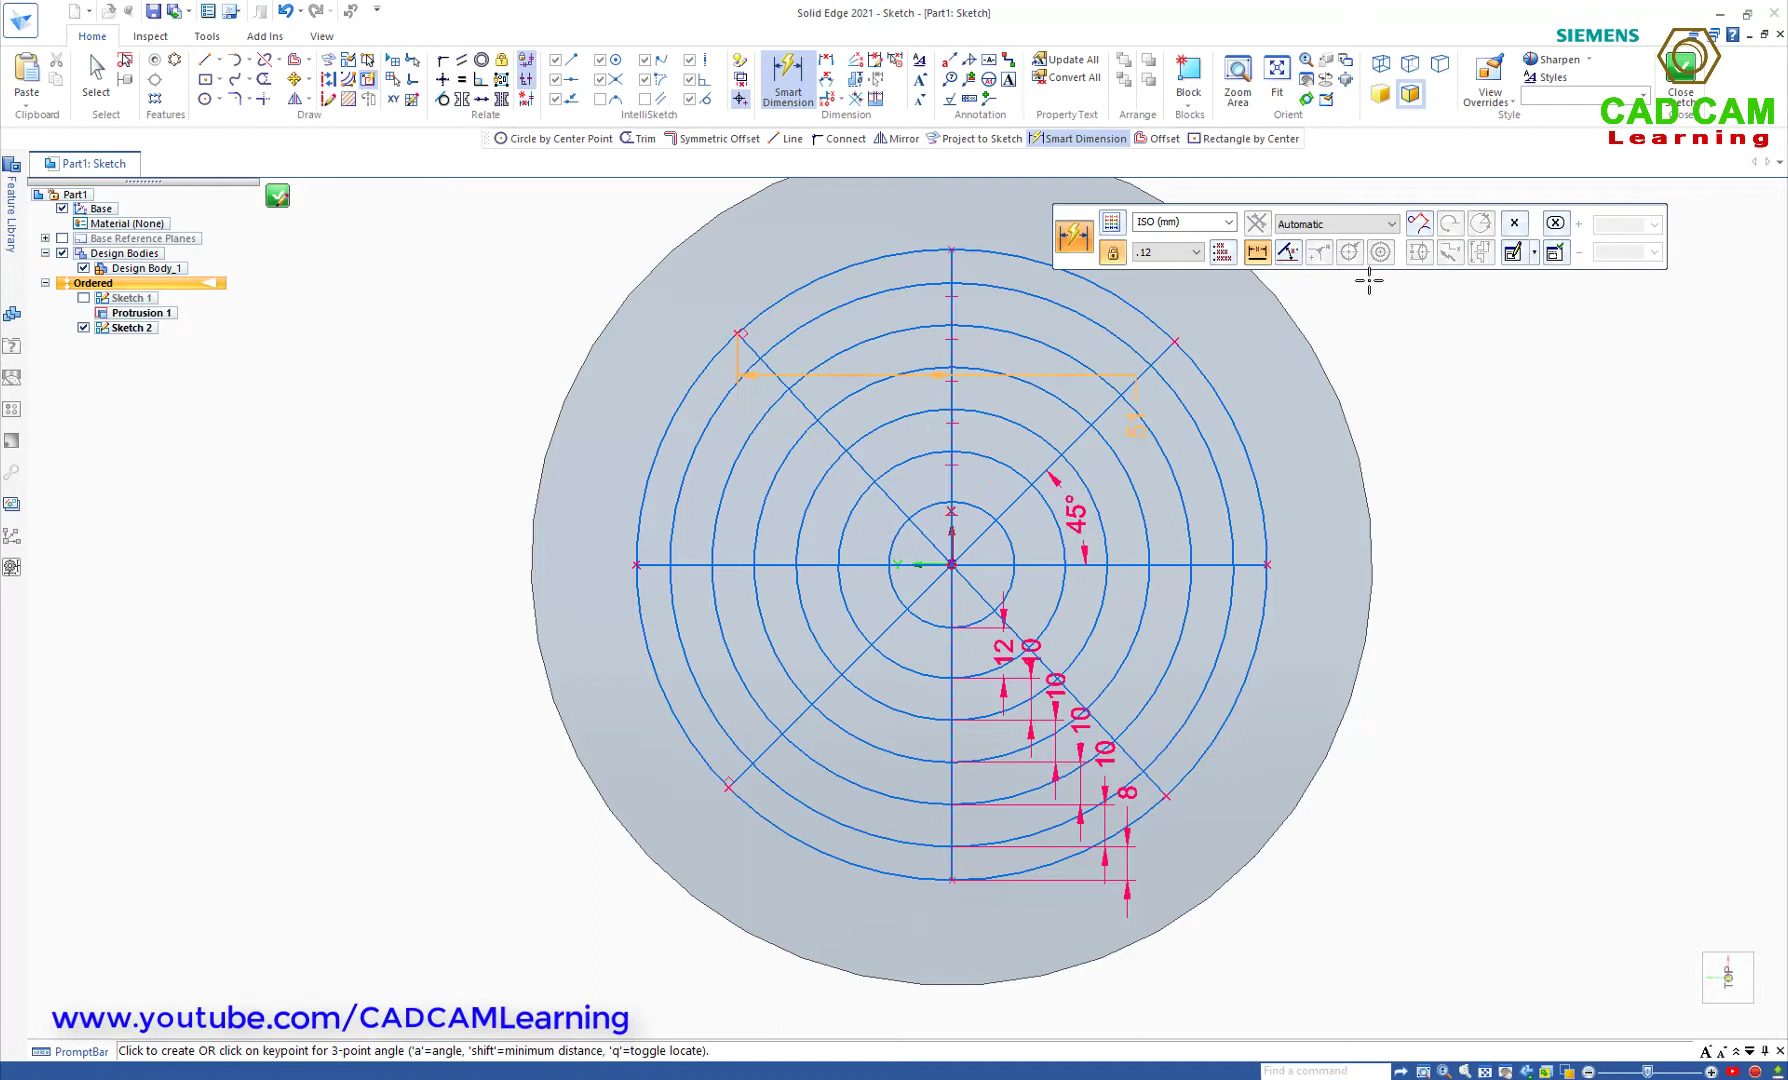 Solid Edge 2021 - Sketch - [Part1: Sketch]
Home
Inspect
Tools
Add Ins
View
SIEMENS
Paste
Select
Smart Dimension
Update All
Convert All
Block
Zoom Area
Fit
View Overrides
Sharpen
Styles
Close
Clipboard
Select
Features
Draw
Relate
IntelliSketch
Dimension
Annotation
Property Text
Arrange
Blocks
Orient
Style
CAD CAM
Learning
Circle by Center Point
Trim
Symmetric Offset
Line
Connect
Mirror
Project to Sketch
Smart Dimension
Offset
Rectangle by Center
Part1: Sketch
Feature Library
Part1
Base
Material (None)
Base Reference Planes
Design Bodies
Design Body_1
Ordered
Sketch 1
Protrusion 1
Sketch 2
ISO (mm)
Automatic
.12
51
45°
12
10
10
10
10
8
X
Y
TOP
www.youtube.com/CADCAMLearning
PromptBar
Click to create OR click on keypoint for 3-point angle ('a'=angle, 'shift'=minimum distance, 'q'=toggle locate).
Find a command